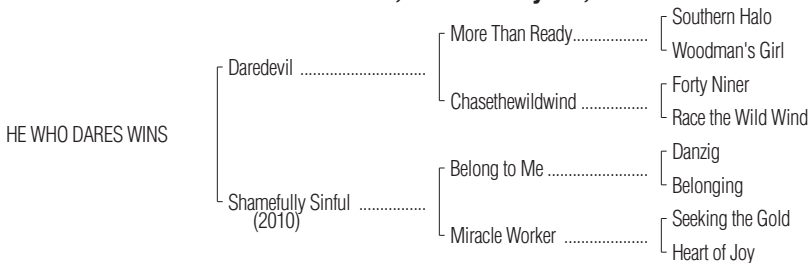 Southern Halo
More Than Ready..................
Woodman's Girl
Daredevil ..............................
Forty Niner
Chasethewildwind ................
Race the Wild Wind
HE WHO DARES WINS
Danzig
Belong to Me .........................
Belonging
Shamefully Sinful ................
(2010)
Seeking the Gold
Miracle Worker ....................
Heart of Joy